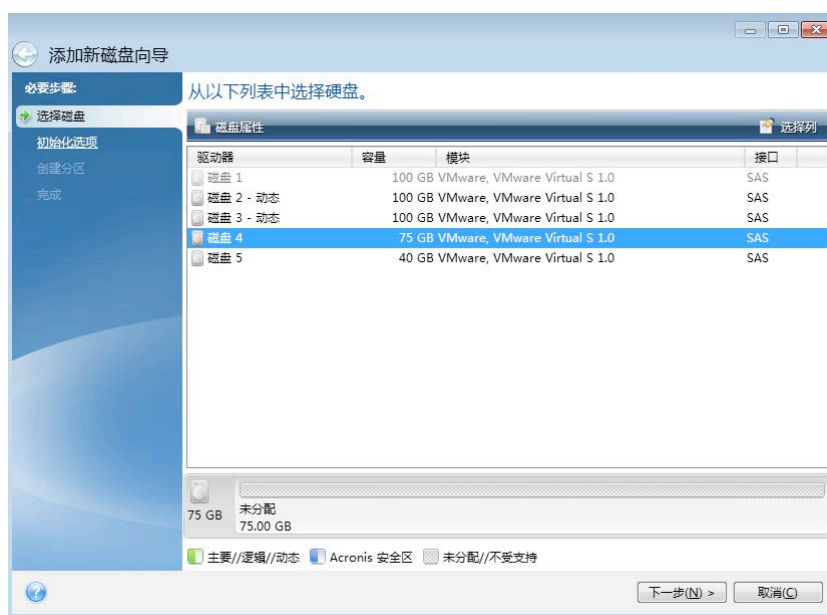 添加新磁盘向导
必要步骤:
选择磁盘
初始化选项
创建分区
完成
从以下列表中选择硬盘。
磁盘属性 选择列
驱动器 容量 模块 接口
磁盘 1 100 GB VMware, VMware Virtual S 1.0 SAS
磁盘 2 - 动态 100 GB VMware, VMware Virtual S 1.0 SAS
磁盘 3 - 动态 100 GB VMware, VMware Virtual S 1.0 SAS
磁盘 4 75 GB VMware, VMware Virtual S 1.0 SAS
磁盘 5 40 GB VMware, VMware Virtual S 1.0 SAS
75 GB
未分配
75.00 GB
主要//逻辑//动态 Acronis 安全区 未分配//不受支持
下一步(N) > 取消(C)